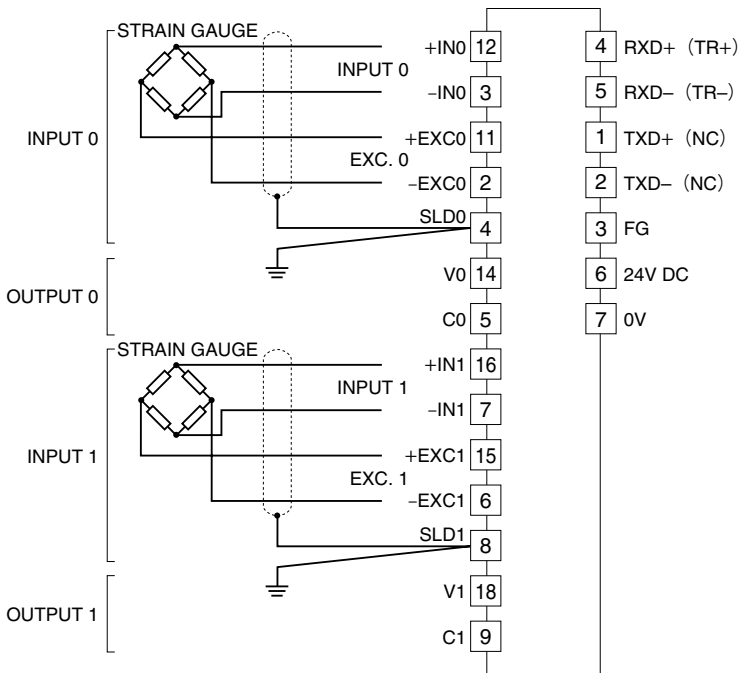 STRAIN GAUGE
INPUT 0
INPUT 0
EXC. 0
+IN0 12
–IN0 3
+EXC0 11
–EXC0 2
SLD0 4
OUTPUT 0
V0 14
C0 5
STRAIN GAUGE
INPUT 1
INPUT 1
EXC. 1
+IN1 16
–IN1 7
+EXC1 15
–EXC1 6
SLD1 8
OUTPUT 1
V1 18
C1 9
4 RXD+ (TR+)
5 RXD– (TR–)
1 TXD+ (NC)
2 TXD– (NC)
3 FG
6 24V DC
7 0V